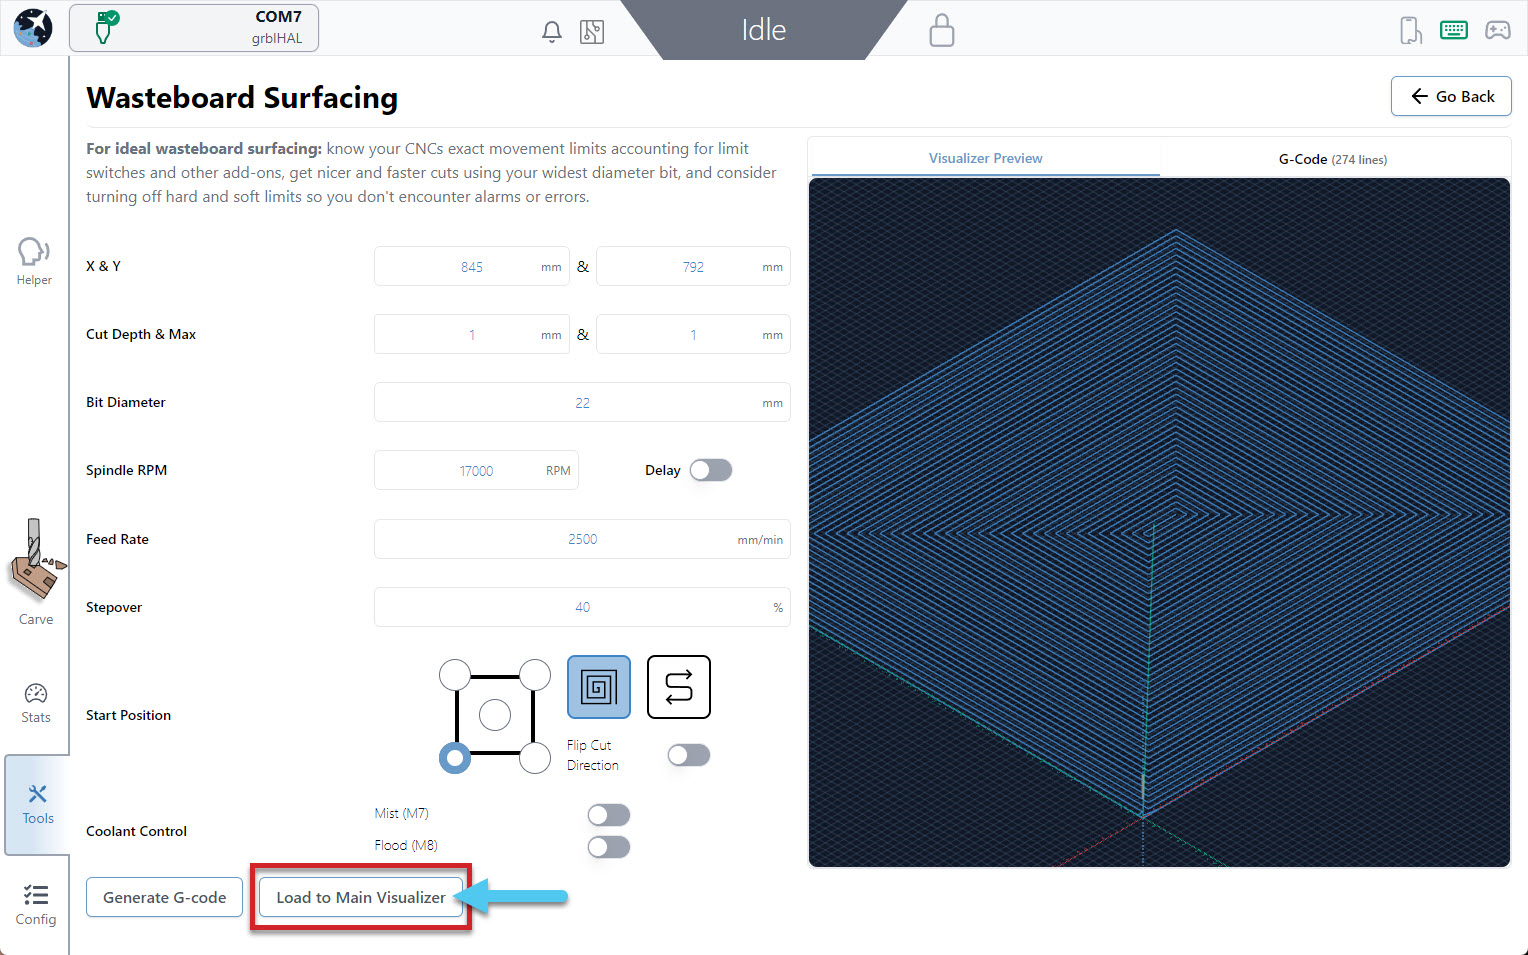 COM7
grblHAL
Idle
Wasteboard Surfacing
Go Back
For ideal wasteboard surfacing: know your CNCs exact movement limits accounting for limit
switches and other add-ons, get nicer and faster cuts using your widest diameter bit, and consider
turning off hard and soft limits so you don't encounter alarms or errors.
Visualizer Preview
G-Code (274 lines)
Helper
X & Y
845 mm & 792 mm
Cut Depth & Max
1 mm & 1 mm
Bit Diameter
22 mm
Spindle RPM
17000 RPM
Delay
Feed Rate
2500 mm/min
Stepover
40 %
Carve
Stats
Start Position
Flip Cut
Direction
Tools
Coolant Control
Mist (M7)
Flood (M8)
Config
Generate G-code
Load to Main Visualizer